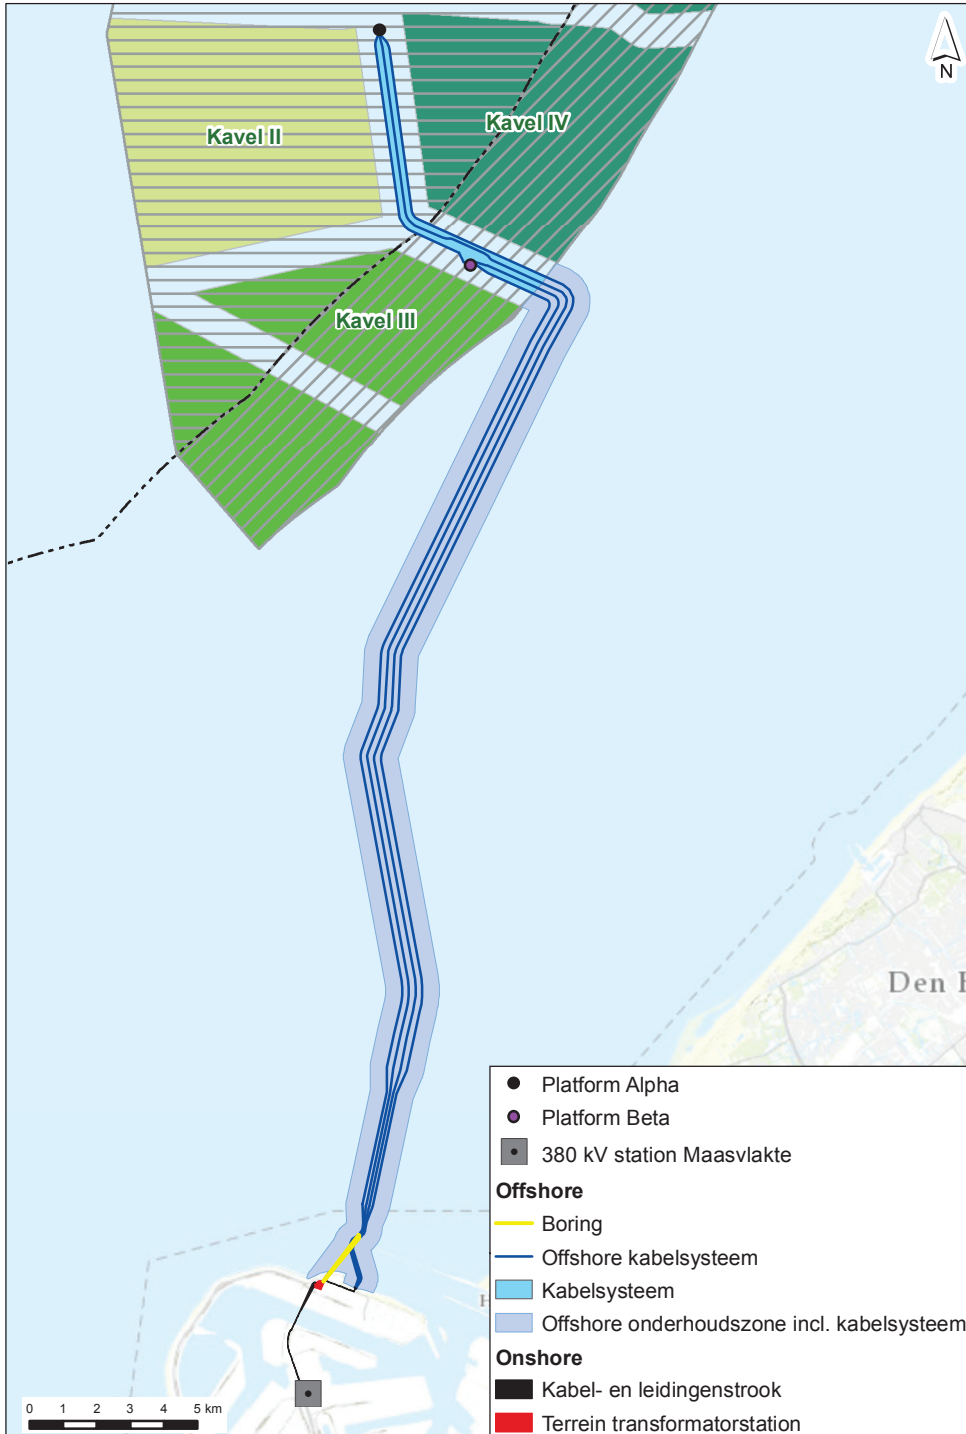 N
Kavel II
Kavel IV
Kavel III
Den
Platform Alpha
Platform Beta
380 kV station Maasvlakte
Offshore
Boring
Offshore kabelsysteem
Kabelsysteem
Offshore onderhoudszone incl. kabelsysteem
Onshore
Kabel- en leidingenstrook
Terrein transformatorstation
0 1 2 3 4 5 km